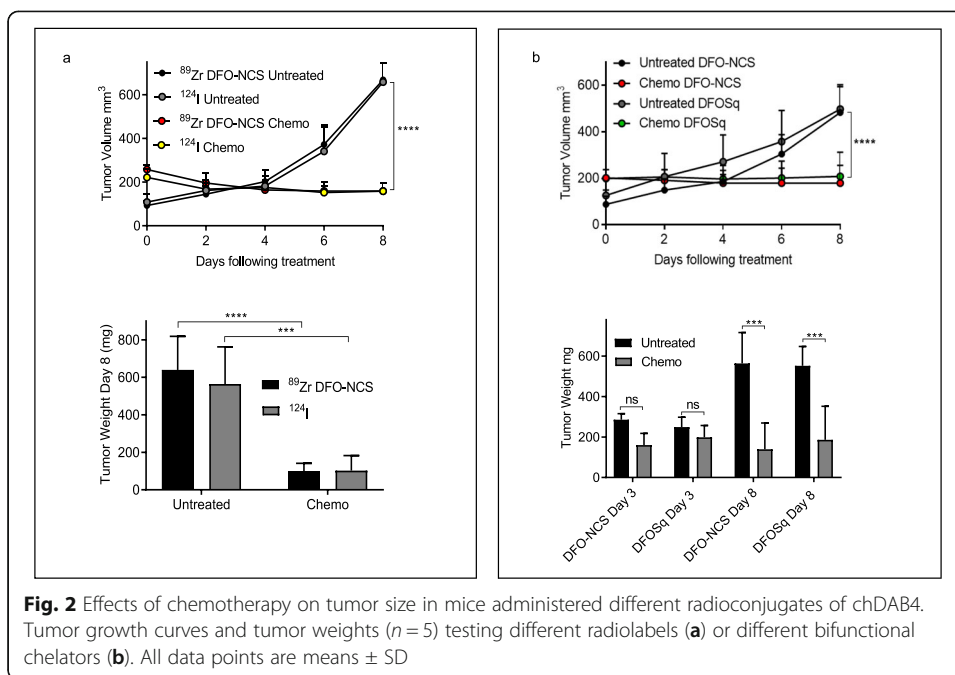 a
⁸⁹Zr DFO-NCS Untreated
¹²⁴I Untreated
⁸⁹Zr DFO-NCS Chemo
¹²⁴I Chemo
Tumor Volume mm³
600
400
200
0
****
0 2 4 6 8
Days following treatment
Tumor Weight Day 8 (mg)
800
600
400
200
0
****
***
⁸⁹Zr DFO-NCS
¹²⁴I
Untreated Chemo
b
Untreated DFO-NCS
Chemo DFO-NCS
Untreated DFOSq
Chemo DFOSq
Tumor Volume mm³
600
400
200
0
****
0 2 4 6 8
Days following treatment
Tumor Weight mg
800
600
400
200
0
Untreated
Chemo
ns
ns
***
***
DFO-NCS Day 3
DFOSq Day 3
DFO-NCS Day 8
DFOSq Day 8
Fig. 2 Effects of chemotherapy on tumor size in mice administered different radioconjugates of chDAB4.
Tumor growth curves and tumor weights (n = 5) testing different radiolabels (a) or different bifunctional
chelators (b). All data points are means ± SD